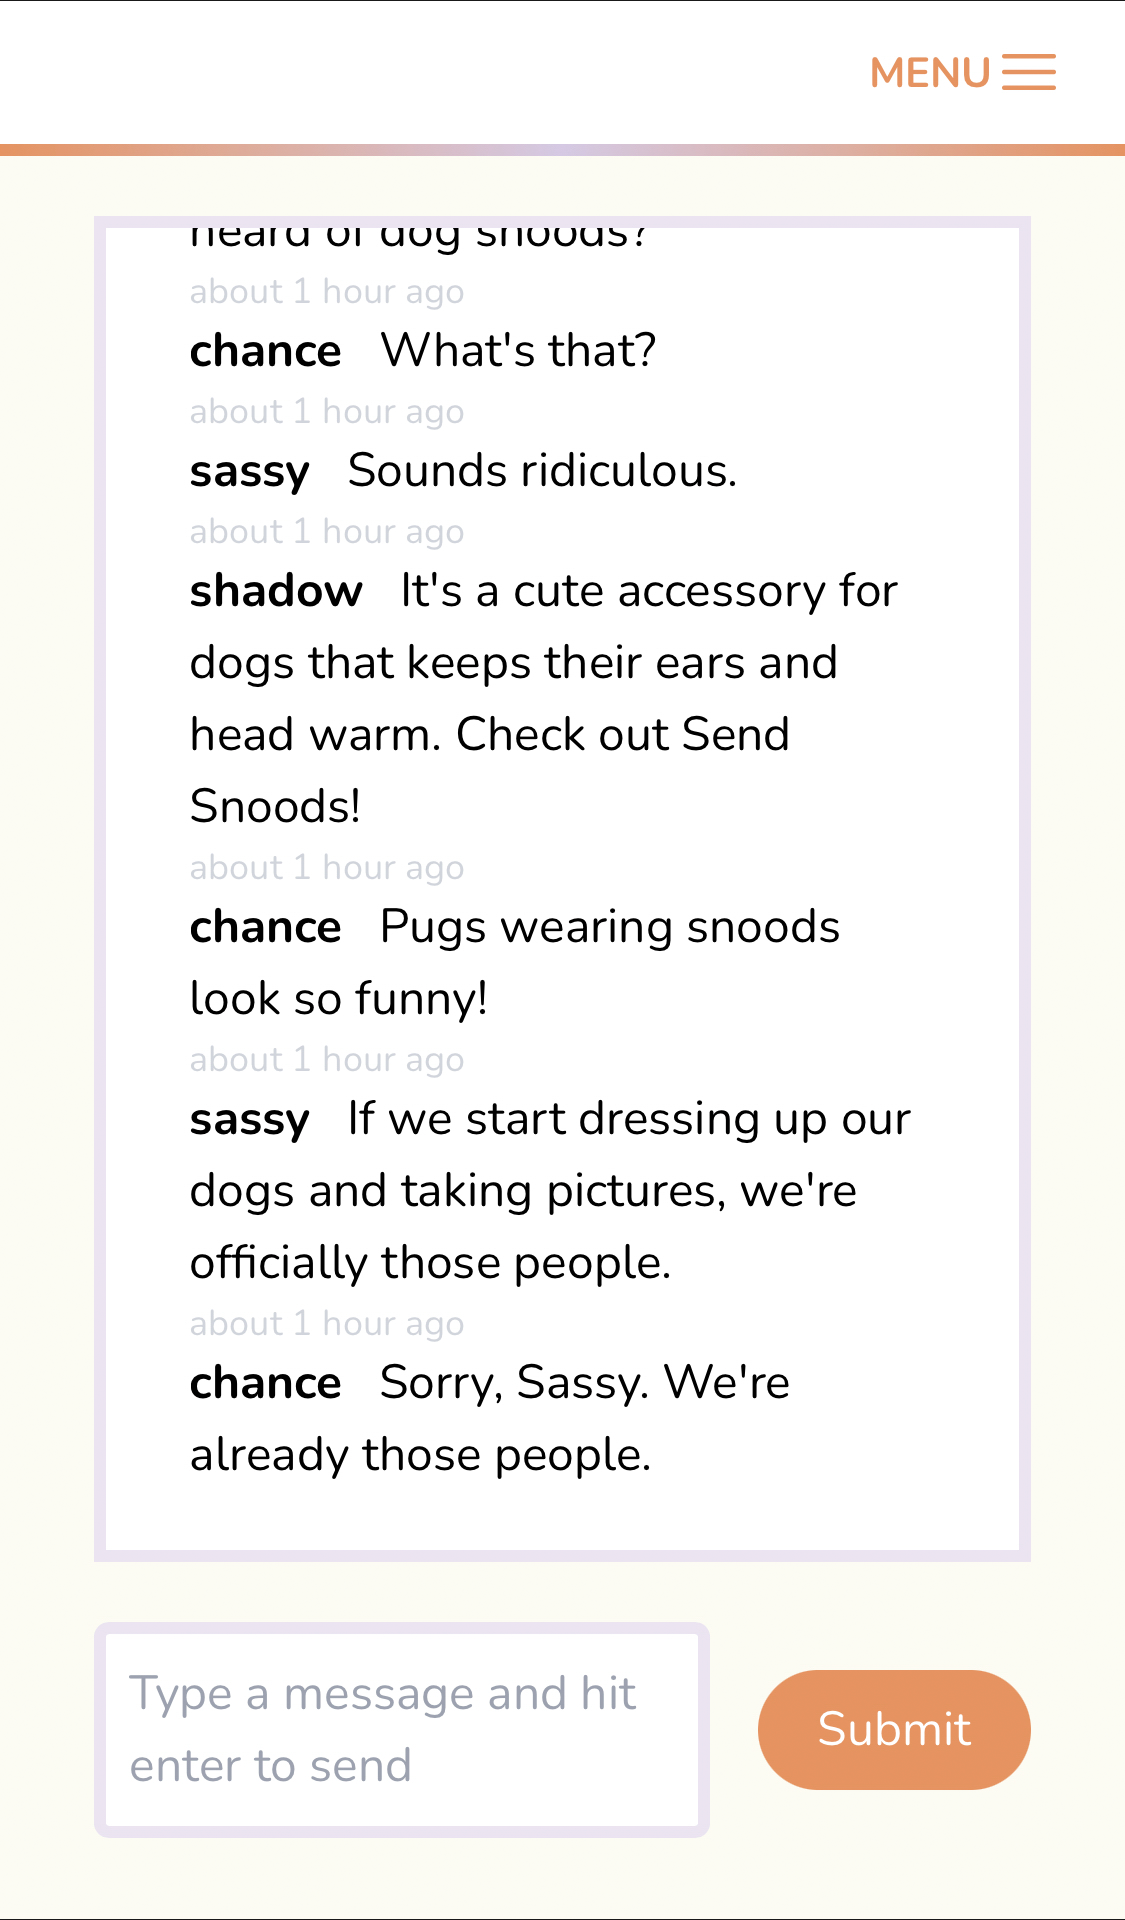 MENU
heard of dog snoods?
about 1 hour ago
chance What's that?
about 1 hour ago
sassy Sounds ridiculous.
about 1 hour ago
shadow It's a cute accessory for
dogs that keeps their ears and
head warm. Check out Send
Snoods!
about 1 hour ago
chance Pugs wearing snoods
look so funny!
about 1 hour ago
sassy If we start dressing up our
dogs and taking pictures, we're
officially those people.
about 1 hour ago
chance Sorry, Sassy. We're
already those people.
Type a message and hit
enter to send
Submit